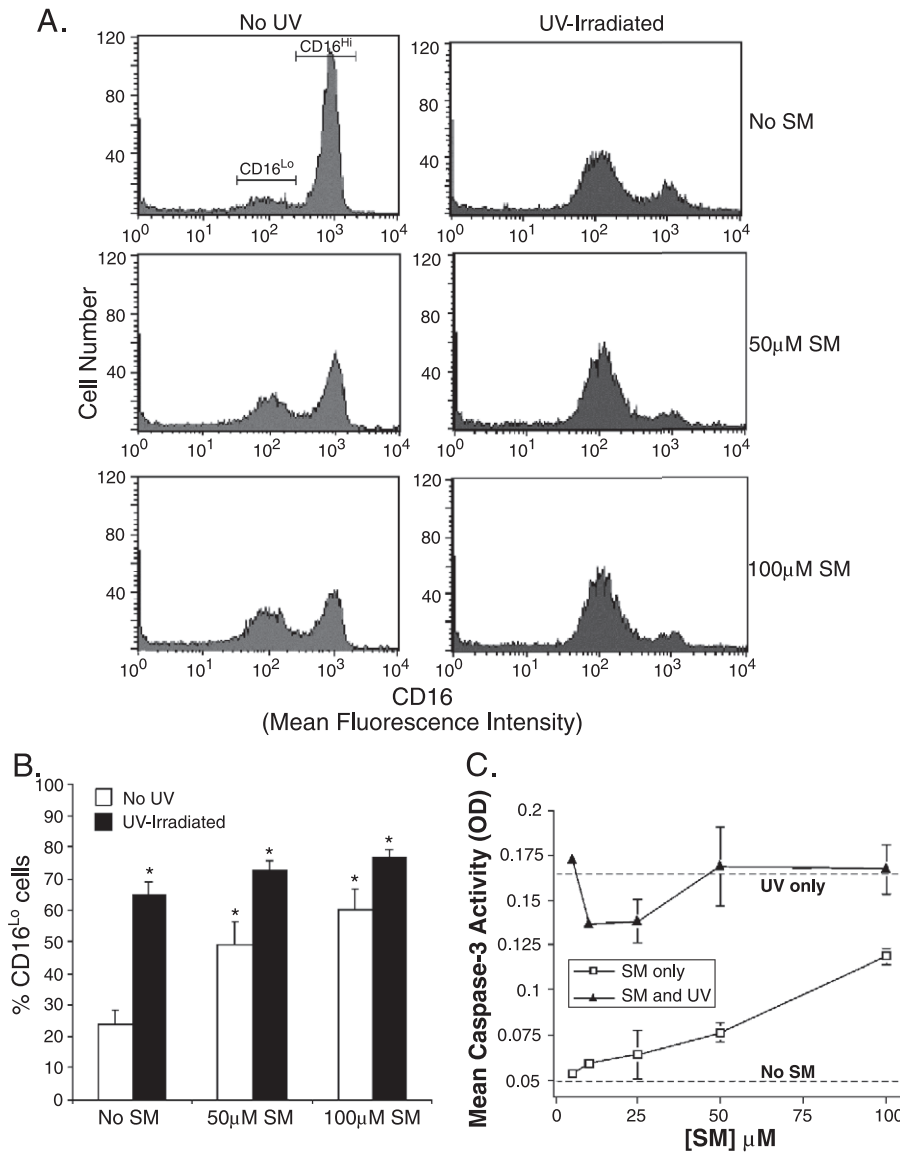 A.
No UV
UV-Irradiated
CD16Hi
CD16Lo
120
80
40
10^0 10^1 10^2 10^3 10^4
120
80
40
10^0 10^1 10^2 10^3 10^4
No SM
Cell Number
120
80
40
10^0 10^1 10^2 10^3 10^4
120
80
40
10^0 10^1 10^2 10^3 10^4
50μM SM
120
80
40
10^0 10^1 10^2 10^3 10^4
120
80
40
10^0 10^1 10^2 10^3 10^4
100μM SM
CD16
(Mean Fluorescence Intensity)
B.
% CD16Lo cells
100
90
80
70
60
50
40
30
20
10
0
No UV
UV-Irradiated
* * * * *
No SM 50μM SM 100μM SM
C.
Mean Caspase-3 Activity (OD)
0.2
0.175
0.15
0.125
0.1
0.075
0.05
UV only
SM only
SM and UV
No SM
0 25 50 75 100
[SM] μM